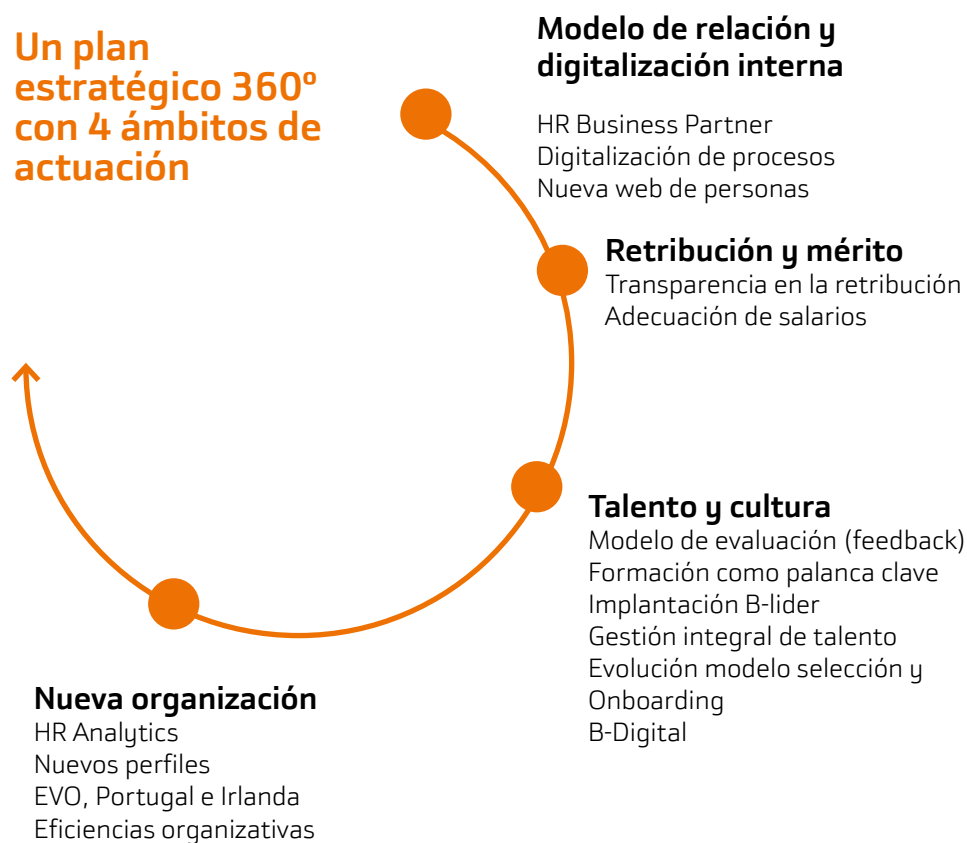 Un plan
estratégico 360º
con 4 ámbitos de
actuación
Modelo de relación y
digitalización interna
HR Business Partner
Digitalización de procesos
Nueva web de personas
Retribución y mérito
Transparencia en la retribución
Adecuación de salarios
Talento y cultura
Modelo de evaluación (feedback)
Formación como palanca clave
Implantación B-lider
Gestión integral de talento
Evolución modelo selección y
Onboarding
B-Digital
Nueva organización
HR Analytics
Nuevos perfiles
EVO, Portugal e Irlanda
Eficiencias organizativas